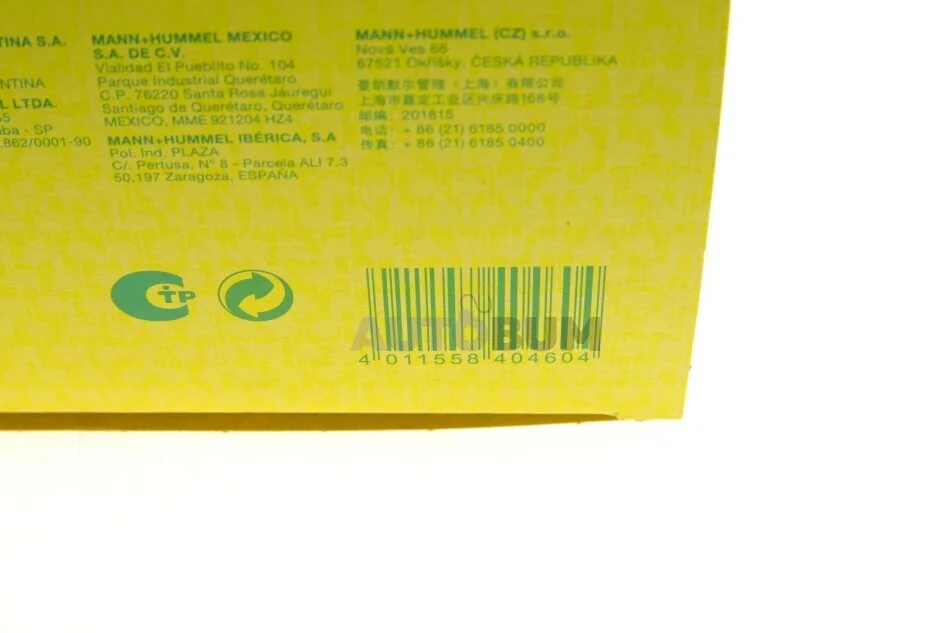 TINA S.A.
NTINA
L LTDA.
55
ba - SP
.862/0001-90
MANN+HUMMEL MEXICO
S.A. DE C.V.
Vialidad El Pueblito No. 104
Parque Industrial Querétaro
C.P. 76220 Santa Rosa Jáuregui
Santiago de Querétaro, Querétaro
MEXICO, MME 921204 HZ4
MANN+HUMMEL IBÉRICA, S.A
Pol. Ind. PLAZA
C/. Pertusa, N° 8 - Parcela ALI 7.3
50.197 Zaragoza, ESPAÑA
MANN+HUMMEL (CZ) s.r.o.
Nová Ves 66
67521 Okříšky, ČESKÁ REPUBLIKA
曼胡默尔管理（上海）有限公司
上海市嘉定工业区兴庆路168号
邮编: 201815
电话: + 86 (21) 6185 0000
传真: + 86 (21) 6185 0400
CTP
AUTOBUM
4 011558 404604